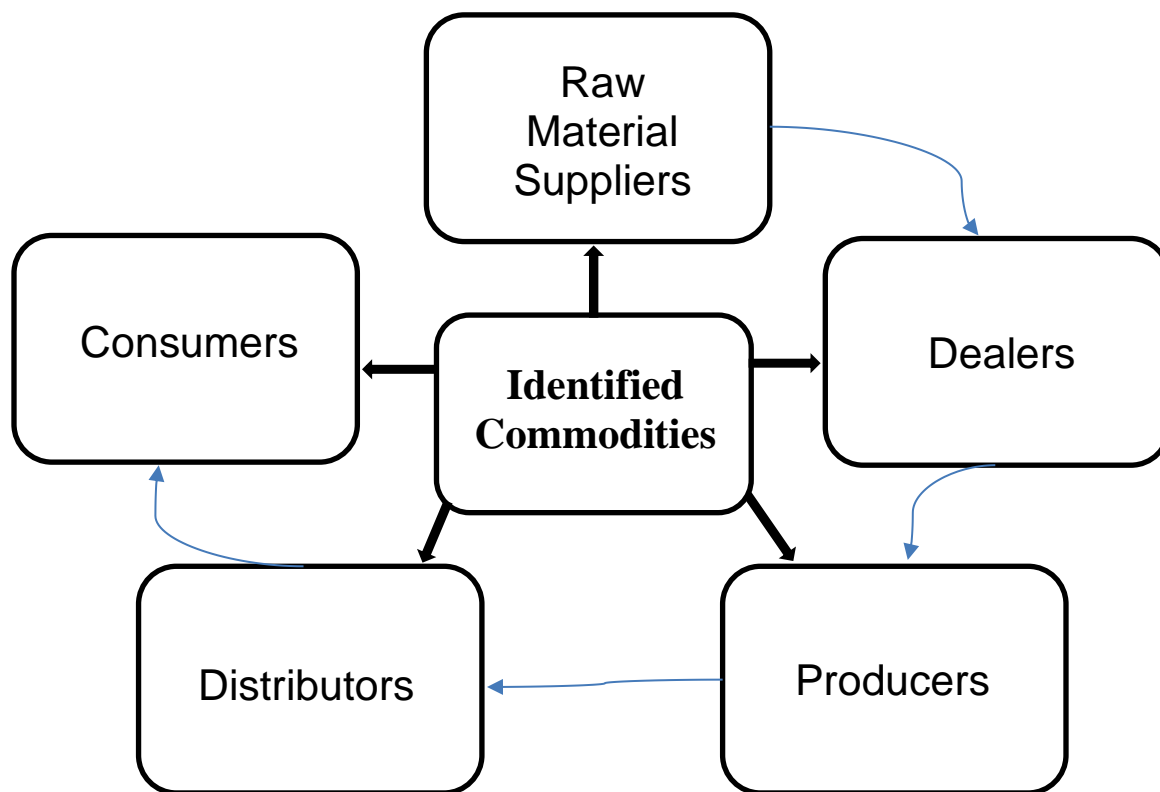 Raw
Material
Suppliers
Consumers
Dealers
Identified
Commodities
Distributors
Producers